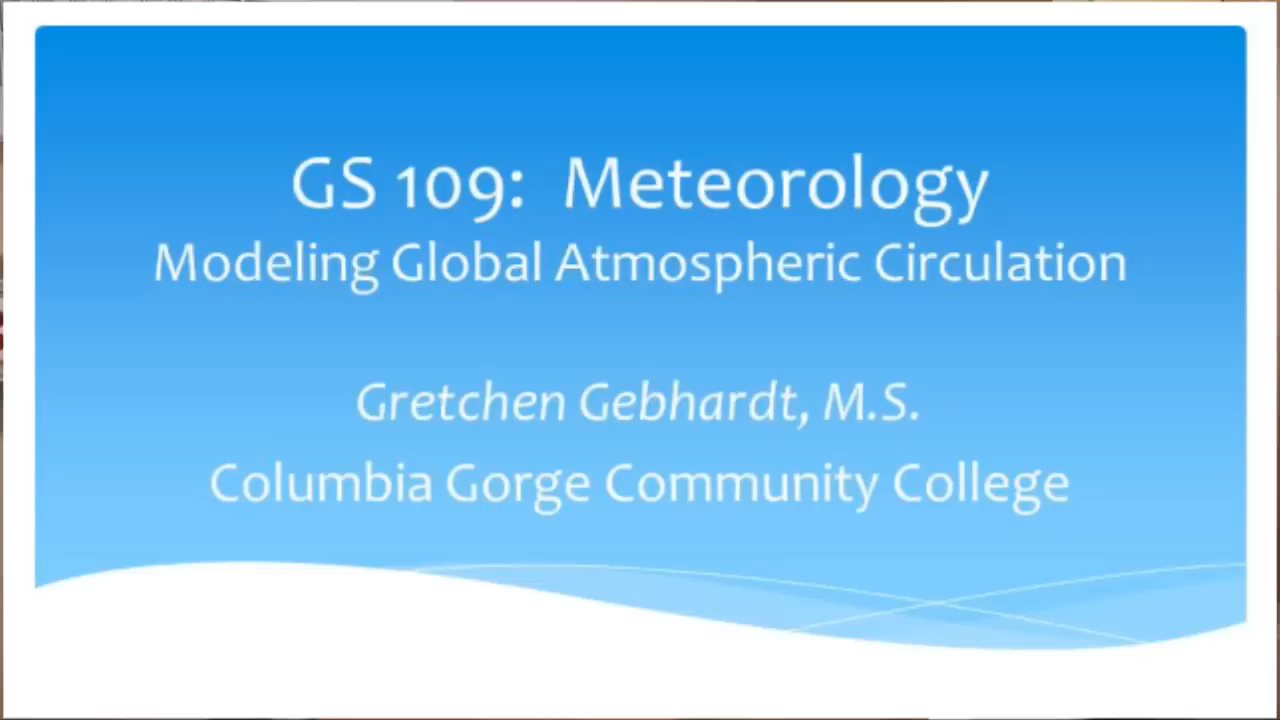 GS 109: Meteorology
Modeling Global Atmospheric Circulation
Gretchen Gebhardt, M.S.
Columbia Gorge Community College